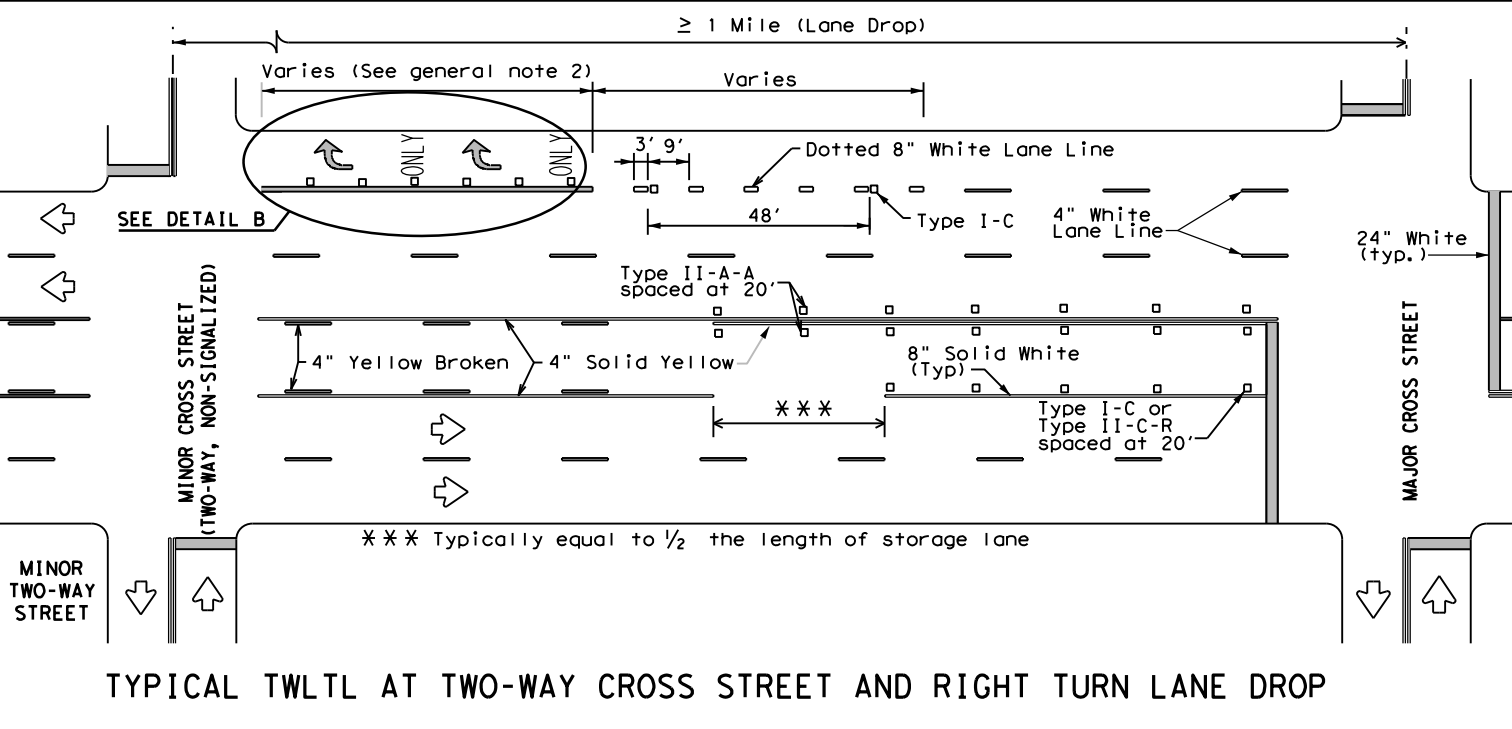 ≥ 1 Mile (Lane Drop)
Varies (See general note 2)
Varies
ONLY
ONLY
3' 9'
Dotted 8" White Lane Line
SEE DETAIL B
48'
Type I-C
4" White
Lane Line
24" White
(typ.)
Type II-A-A
spaced at 20'
MINOR CROSS STREET
(TWO-WAY, NON-SIGNALIZED)
4" Yellow Broken
4" Solid Yellow
8" Solid White
(Typ)
***
Type I-C or
Type II-C-R
spaced at 20'
MAJOR CROSS STREET
*** Typically equal to ½ the length of storage lane
MINOR
TWO-WAY
STREET
TYPICAL TWLTL AT TWO-WAY CROSS STREET AND RIGHT TURN LANE DROP